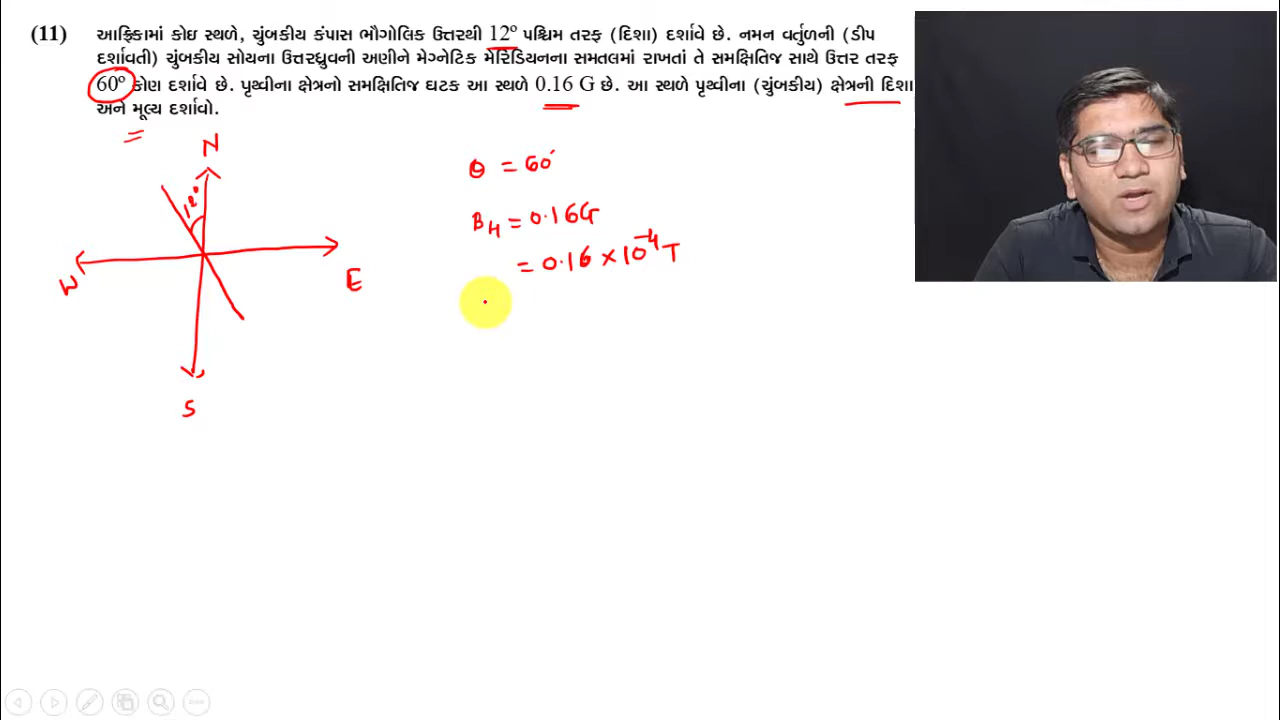 (11) આફ્રિકામાં કોઇ સ્થળે, ચુંબકીય કંપાસ ભૌગોલિક ઉત્તરથી 12° પશ્ચિમ તરફ (દિશા) દર્શાવે છે. નમન વર્તુળની (ડીપ
દર્શાવતી) ચુંબકીય સોયના ઉત્તરધ્રુવની અણીને મેગ્નેટિક મેરિડિયનના સમતલમાં રાખતાં તે સમક્ષિતિજ સાથે ઉત્તર તરફ
60° કોણ દર્શાવે છે. પૃથ્વીના ક્ષેત્રનો સમક્ષિતિજ ઘટક આ સ્થળે 0.16 G છે. આ સ્થળે પૃથ્વીના (ચુંબકીય) ક્ષેત્રની દિશા
અને મૂલ્ય દર્શાવો.
N
12°
W
E
S
θ = 60°
B_H = 0.16G
= 0.16 × 10⁻⁴ T